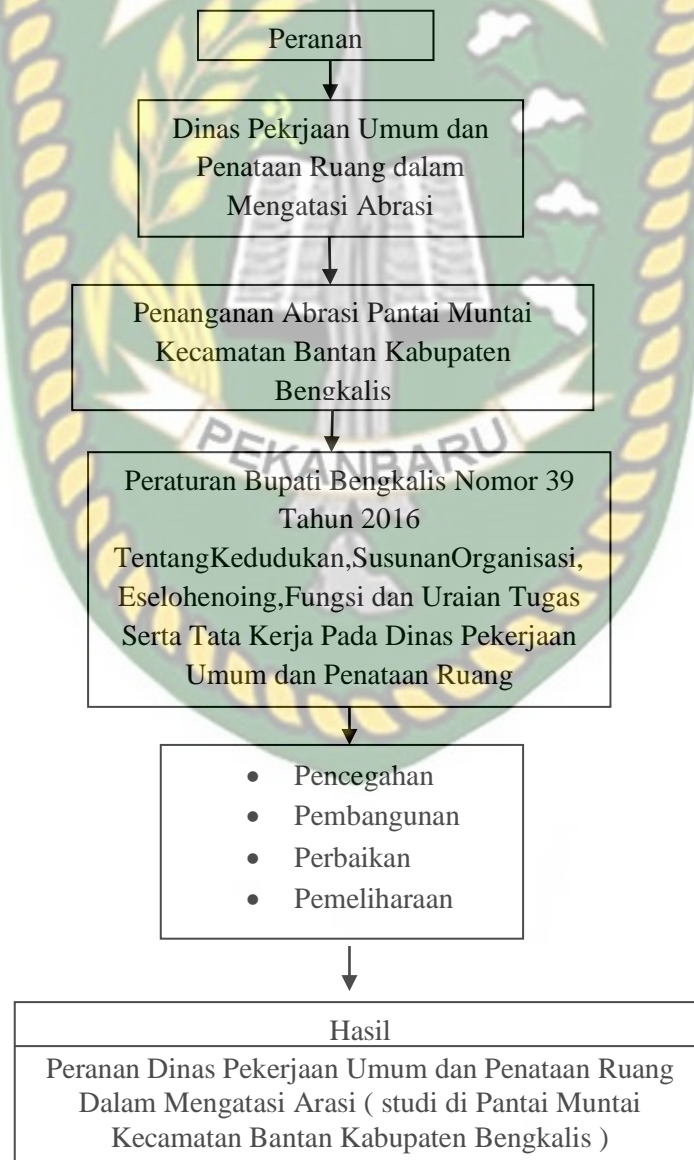 Peranan
Dinas Pekrjaan Umum dan
Penataan Ruang dalam
Mengatasi Abrasi
Penanganan Abrasi Pantai Muntai
Kecamatan Bantan Kabupaten
Bengkalis
PEKANBARU
Peraturan Bupati Bengkalis Nomor 39
Tahun 2016
TentangKedudukan,SusunanOrganisasi,
Eselohenoing,Fungsi dan Uraian Tugas
Serta Tata Kerja Pada Dinas Pekerjaan
Umum dan Penataan Ruang
• Pencegahan
• Pembangunan
• Perbaikan
• Pemeliharaan
Hasil
Peranan Dinas Pekerjaan Umum dan Penataan Ruang
Dalam Mengatasi Arasi ( studi di Pantai Muntai
Kecamatan Bantan Kabupaten Bengkalis )